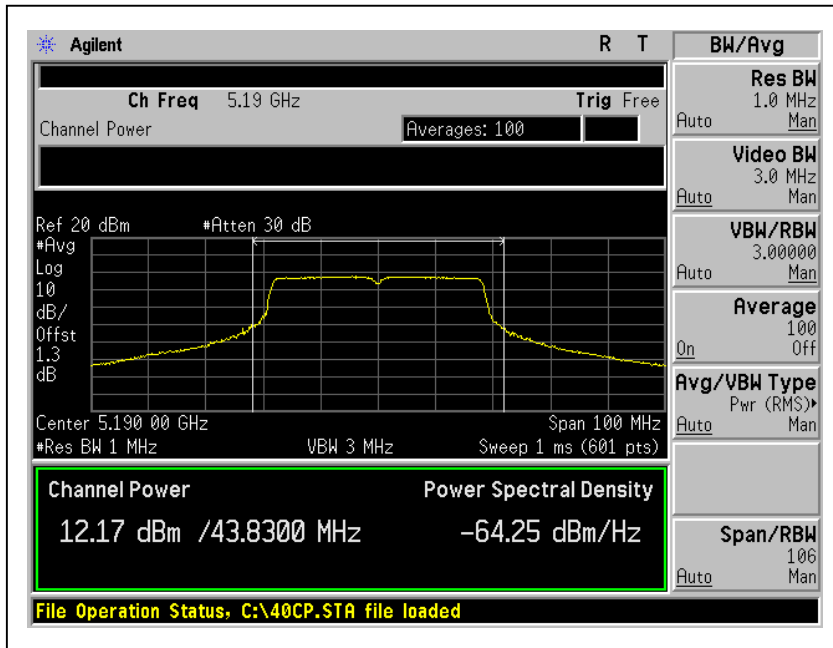 Agilent R T
Ch Freq 5.19 GHz Trig Free
Channel Power Averages: 100
Ref 20 dBm #Atten 30 dB
#Avg
Log
10
dB/
Offst
1.3
dB
Center 5.190 00 GHz Span 100 MHz
#Res BW 1 MHz VBW 3 MHz Sweep 1 ms (601 pts)
Channel Power Power Spectral Density
12.17 dBm /43.8300 MHz -64.25 dBm/Hz
File Operation Status, C:\40CP.STA file loaded
BW/Avg
Res BW
1.0 MHz
Auto Man
Video BW
3.0 MHz
Auto Man
VBW/RBW
3.00000
Auto Man
Average
100
On Off
Avg/VBW Type
Pwr (RMS)▸
Auto Man
Span/RBW
106
Auto Man